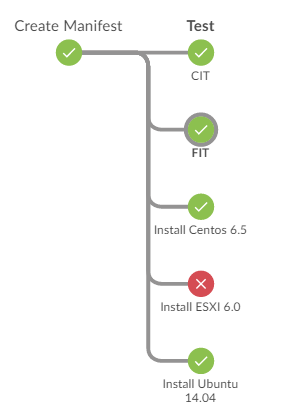 Create Manifest
Test
CIT
FIT
Install Centos 6.5
Install ESXI 6.0
Install Ubuntu
14.04